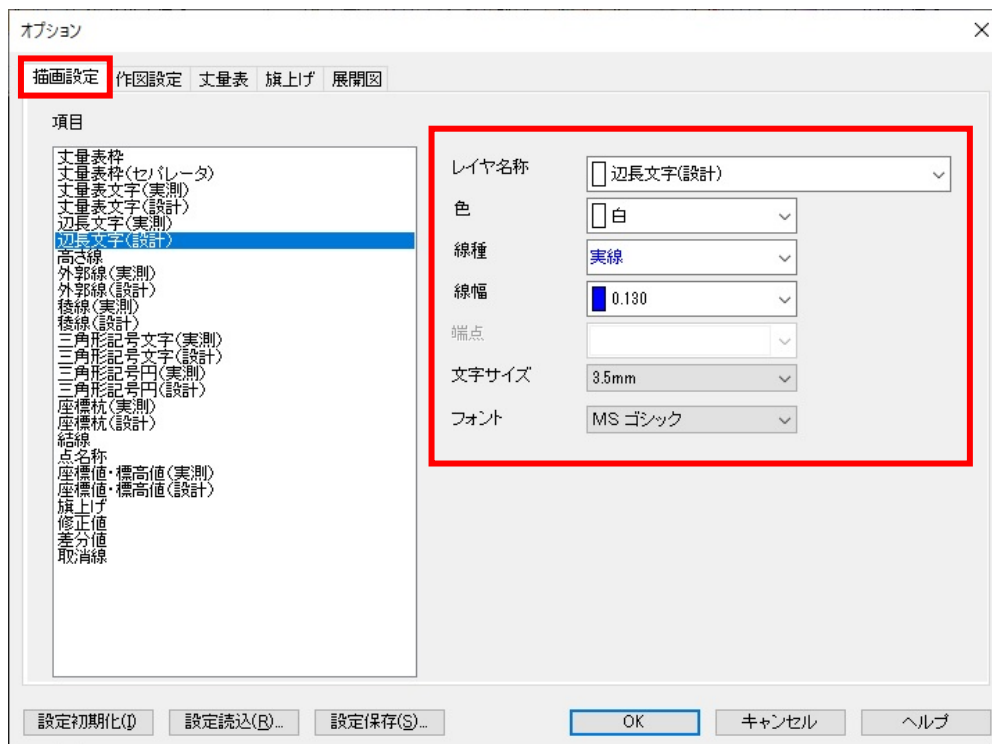 オプション
描画設定 作図設定 丈量表 旗上げ 展開図
項目
丈量表枠
丈量表枠(セパレータ)
丈量表文字(実測)
丈量表文字(設計)
辺長文字(実測)
辺長文字(設計)
高さ線
外郭線(実測)
外郭線(設計)
稜線(実測)
稜線(設計)
三角形記号文字(実測)
三角形記号文字(設計)
三角形記号円(実測)
三角形記号円(設計)
座標杭(実測)
座標杭(設計)
結線
点名称
座標値・標高値(実測)
座標値・標高値(設計)
旗上げ
修正値
差分値
取消線
レイヤ名称 辺長文字(設計)
色 白
線種 実線
線幅 0.130
端点
文字サイズ 3.5mm
フォント MS ゴシック
設定初期化(I) 設定読込(R)... 設定保存(S)... OK キャンセル ヘルプ